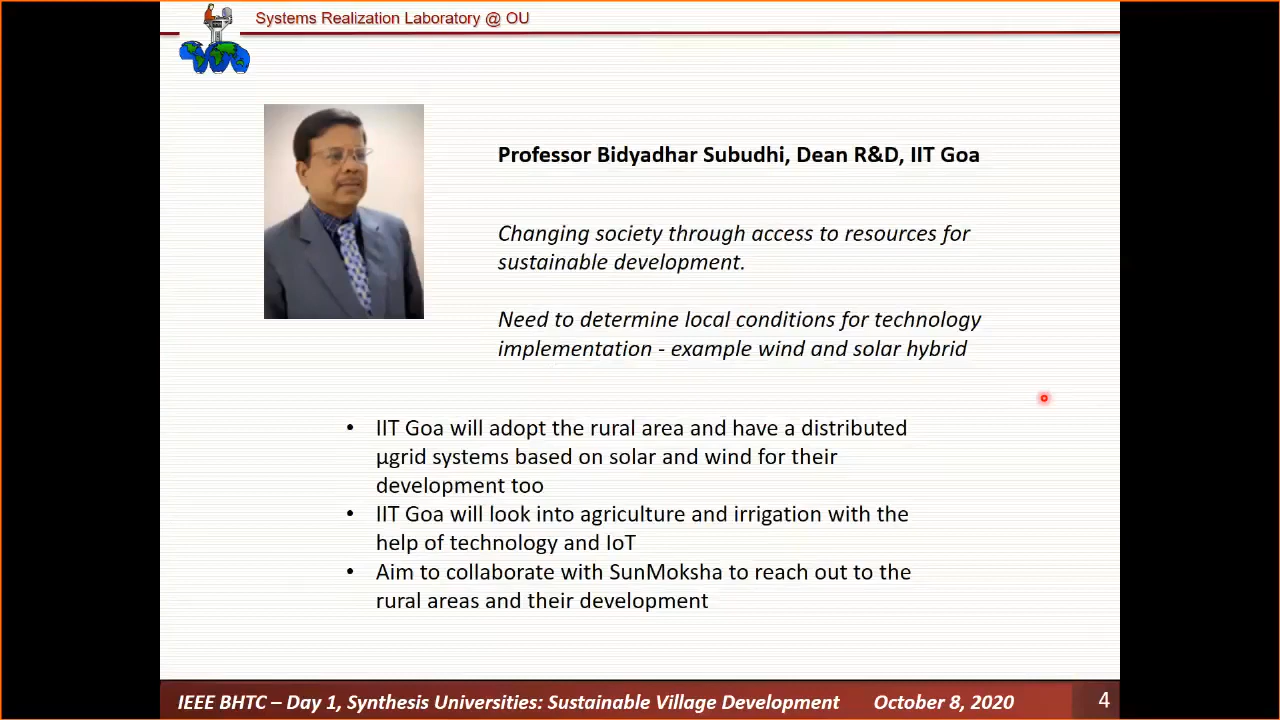 Systems Realization Laboratory @ OU
Professor Bidyadhar Subudhi, Dean R&D, IIT Goa
Changing society through access to resources for
sustainable development.
Need to determine local conditions for technology
implementation - example wind and solar hybrid
• IIT Goa will adopt the rural area and have a distributed
µgrid systems based on solar and wind for their
development too
• IIT Goa will look into agriculture and irrigation with the
help of technology and IoT
• Aim to collaborate with SunMoksha to reach out to the
rural areas and their development
IEEE BHTC – Day 1, Synthesis Universities: Sustainable Village Development October 8, 2020 4